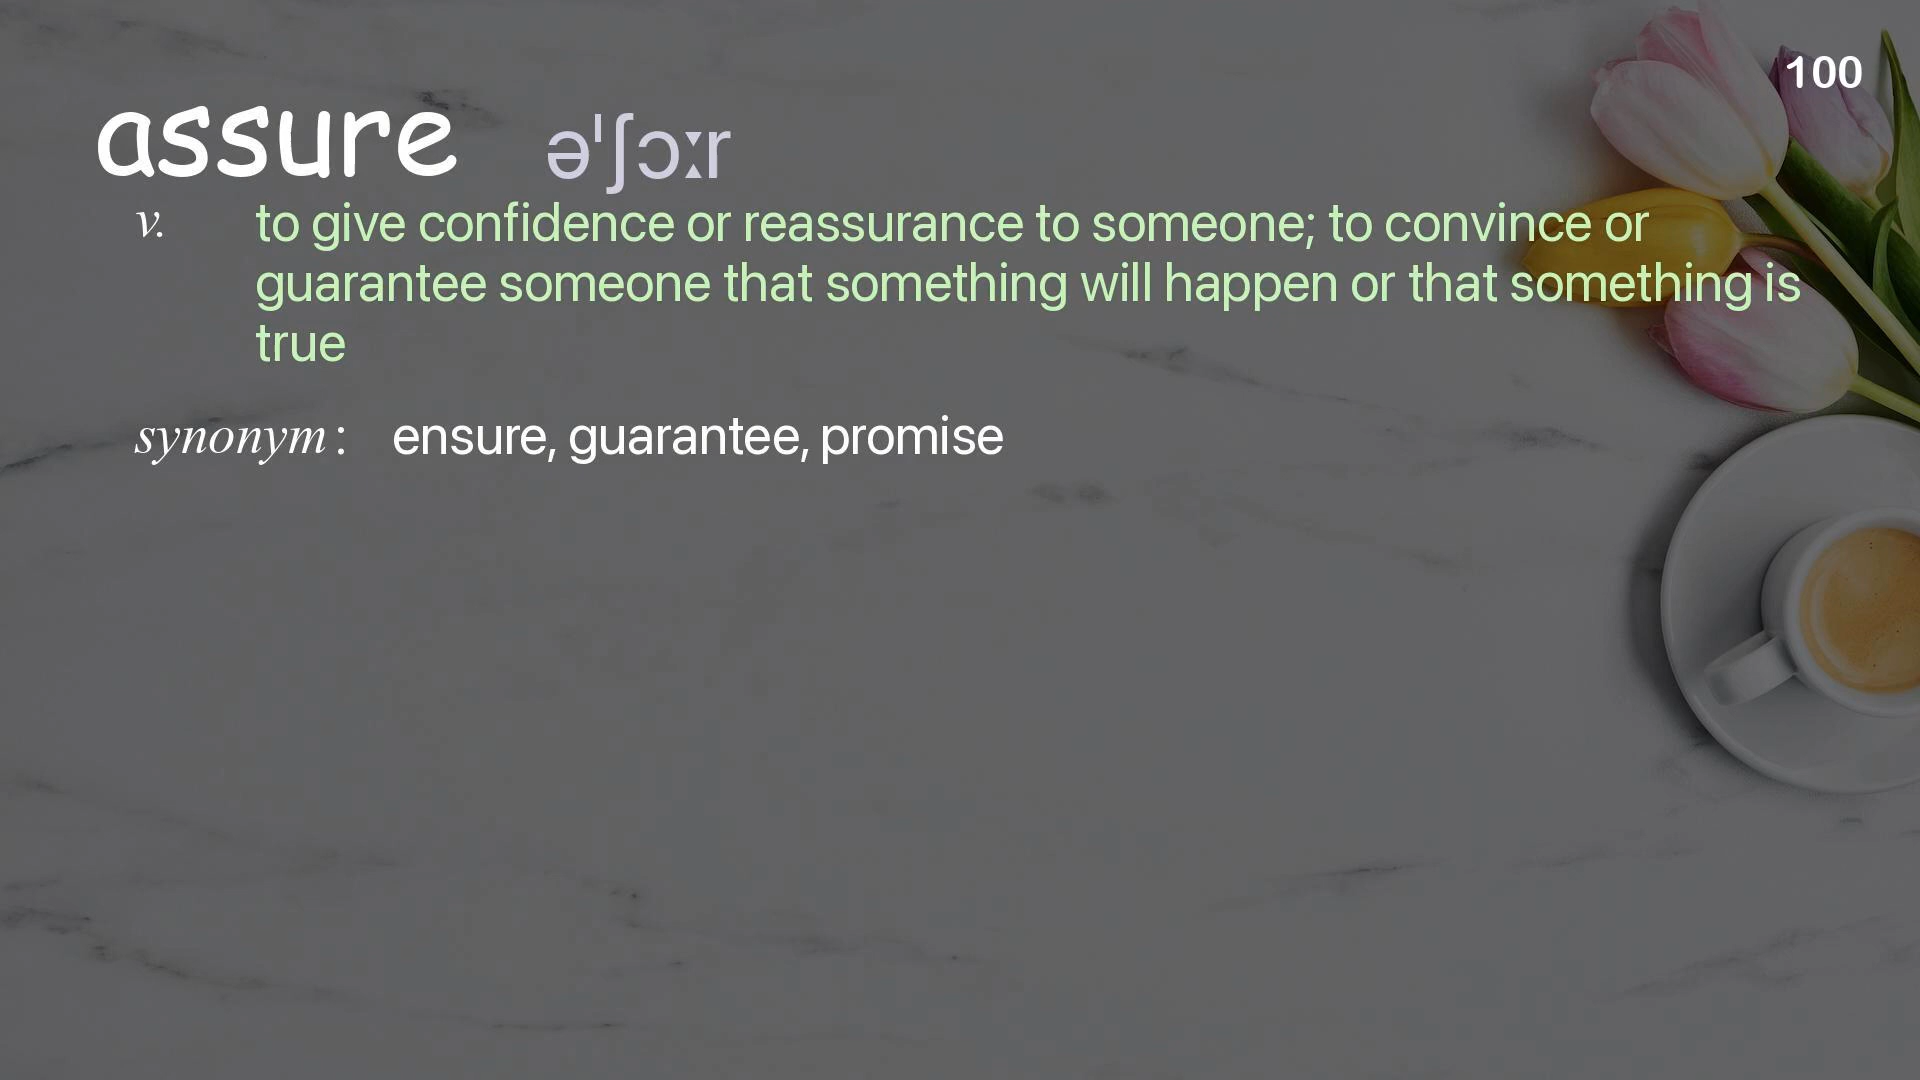 100
assure əˈʃɔːr
v. to give confidence or reassurance to someone; to convince or
guarantee someone that something will happen or that something is
true
synonym : ensure, guarantee, promise